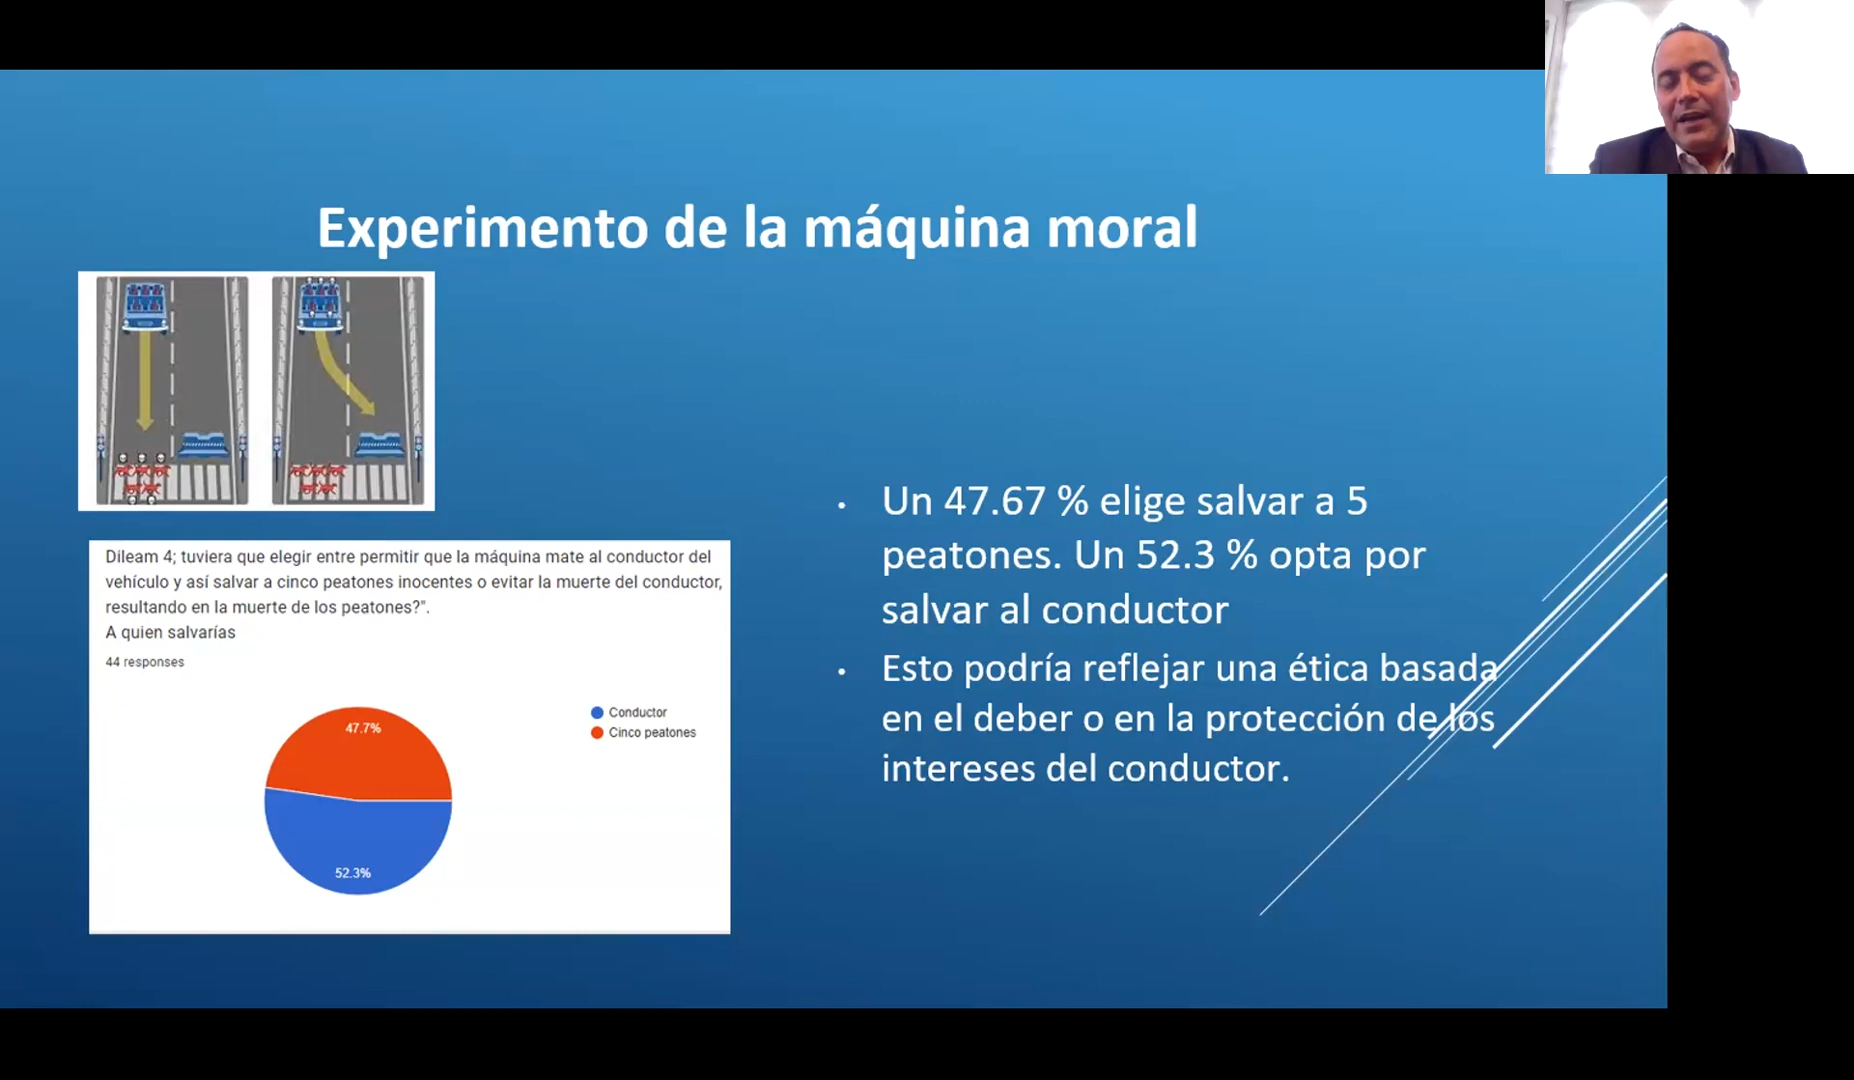 Experimento de la máquina moral
Dileam 4; tuviera que elegir entre permitir que la máquina mate al conductor del
vehículo y así salvar a cinco peatones inocentes o evitar la muerte del conductor,
resultando en la muerte de los peatones?".
A quien salvarías
44 responses
47.7%
52.3%
Conductor
Cinco peatones
• Un 47.67 % elige salvar a 5
peatones. Un 52.3 % opta por
salvar al conductor
• Esto podría reflejar una ética basada
en el deber o en la protección de los
intereses del conductor.